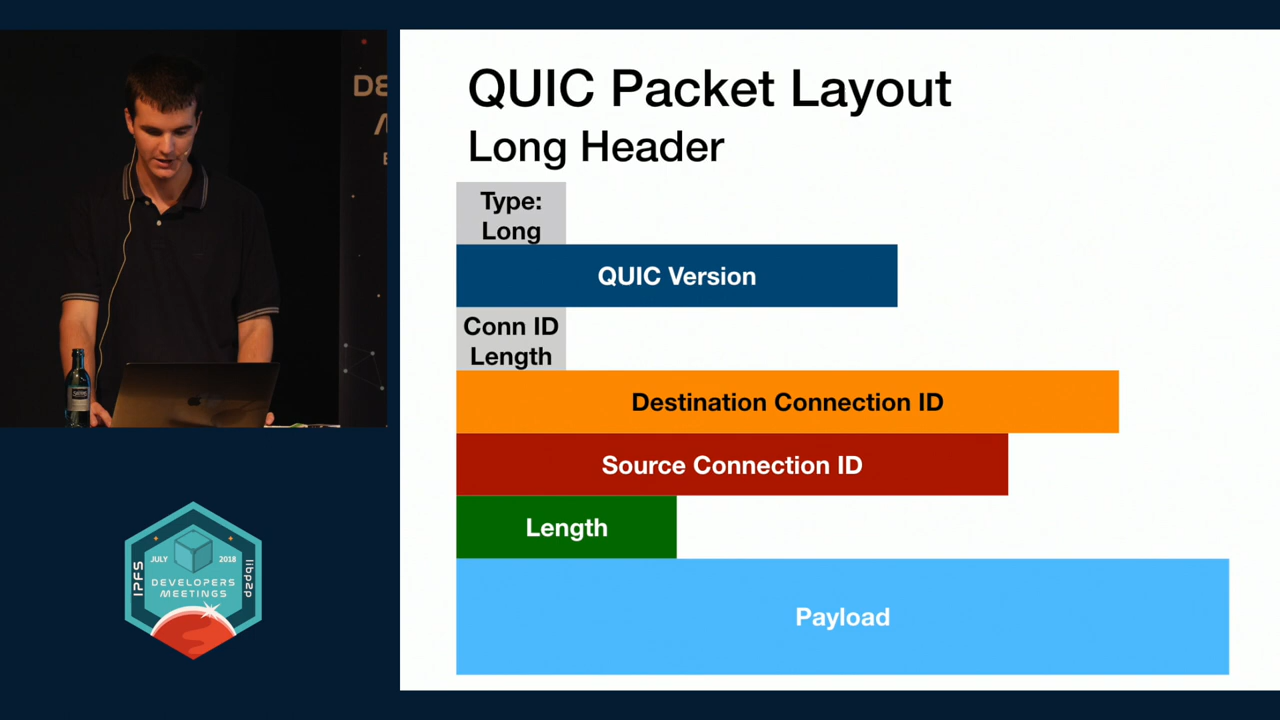 QUIC Packet Layout
Long Header
Type:
Long
QUIC Version
Conn ID
Length
Destination Connection ID
Source Connection ID
Length
Payload
JULY
2018
IPFS
libp2p
DEVELOPERS
MEETINGS